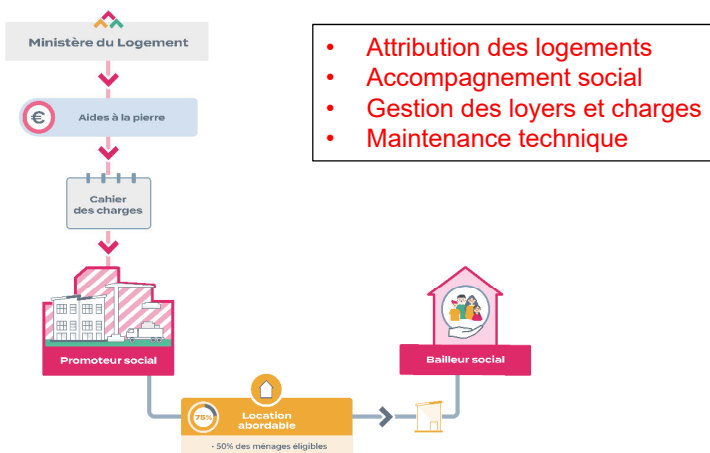 Ministère du Logement
€
Aides à la pierre
Cahier
des charges
• Attribution des logements
• Accompagnement social
• Gestion des loyers et charges
• Maintenance technique
Promoteur social
Bailleur social
75%
Location
abordable
• 50% des ménages éligibles